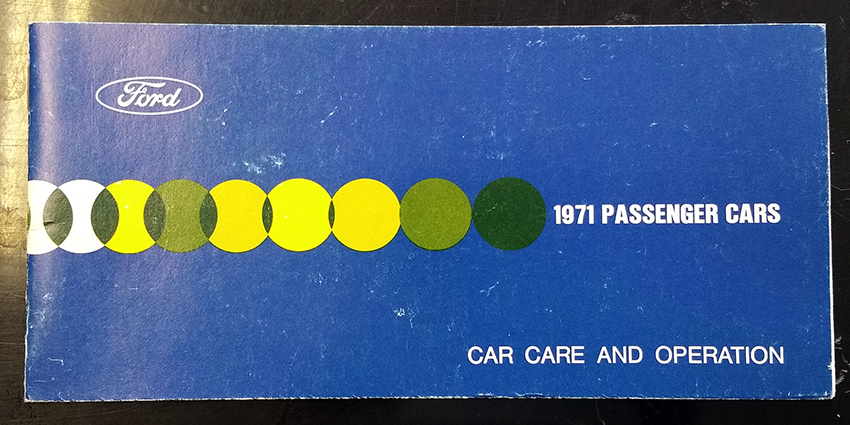 Ford
1971 PASSENGER CARS
CAR CARE AND OPERATION